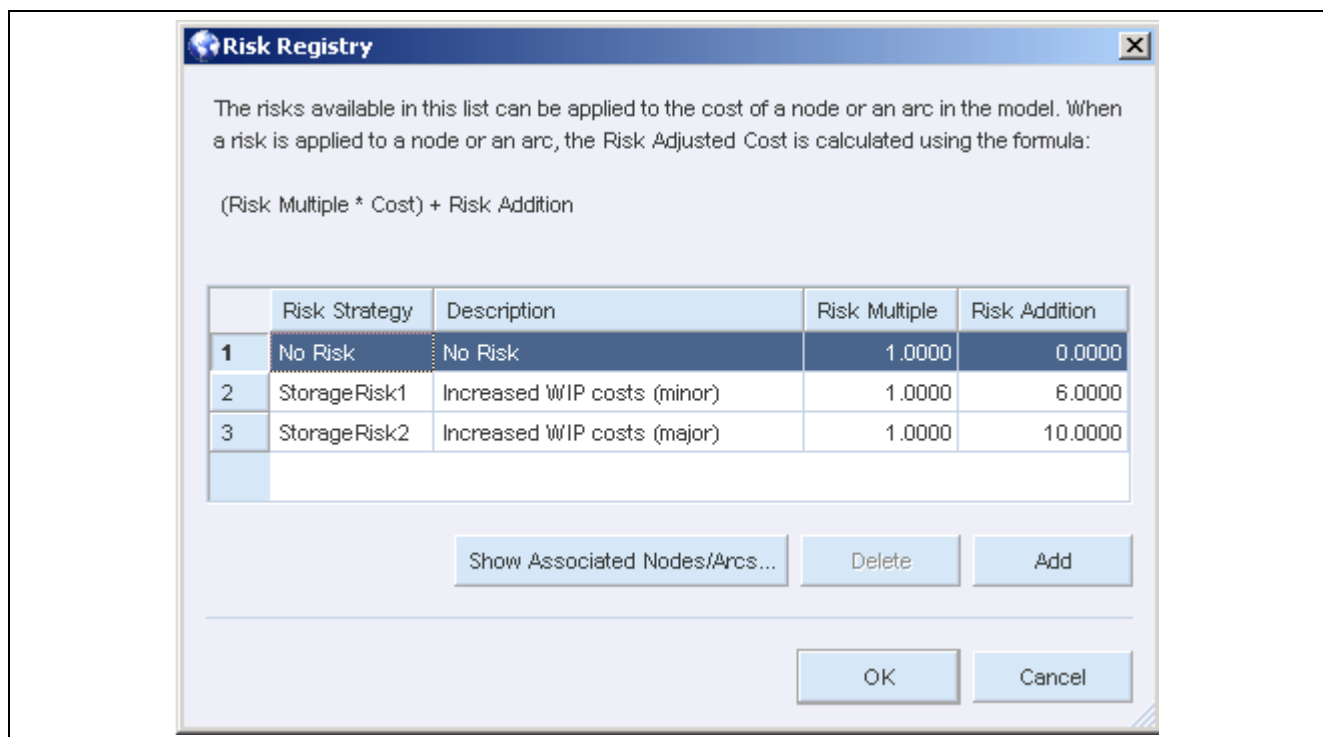 Risk Registry
The risks available in this list can be applied to the cost of a node or an arc in the model. When
a risk is applied to a node or an arc, the Risk Adjusted Cost is calculated using the formula:
(Risk Multiple * Cost) + Risk Addition
Risk Strategy Description Risk Multiple Risk Addition
1 No Risk No Risk 1.0000 0.0000
2 StorageRisk1 Increased WIP costs (minor) 1.0000 6.0000
3 StorageRisk2 Increased WIP costs (major) 1.0000 10.0000
Show Associated Nodes/Arcs... Delete Add
OK Cancel